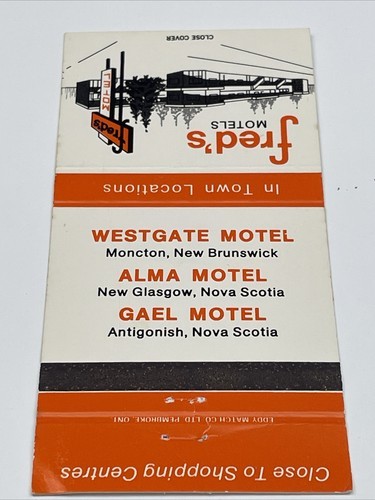 CLOSE COVER
MOTEL
fred's
fred's
MOTELS
In Town Locations
WESTGATE MOTEL
Moncton, New Brunswick
ALMA MOTEL
New Glasgow, Nova Scotia
GAEL MOTEL
Antigonish, Nova Scotia
EDDY MATCH CO. LTD. PEMBROKE, ONT.
Close To Shopping Centres